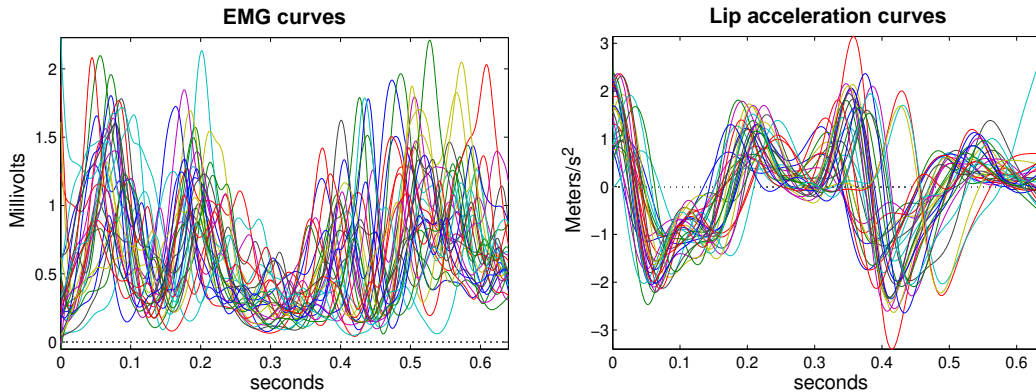 EMG curves
Millivolts
2
1.5
1
0.5
0
0 0.1 0.2 0.3 0.4 0.5 0.6
seconds
Lip acceleration curves
Meters/s²
3
2
1
0
−1
−2
−3
0 0.1 0.2 0.3 0.4 0.5 0.6
seconds